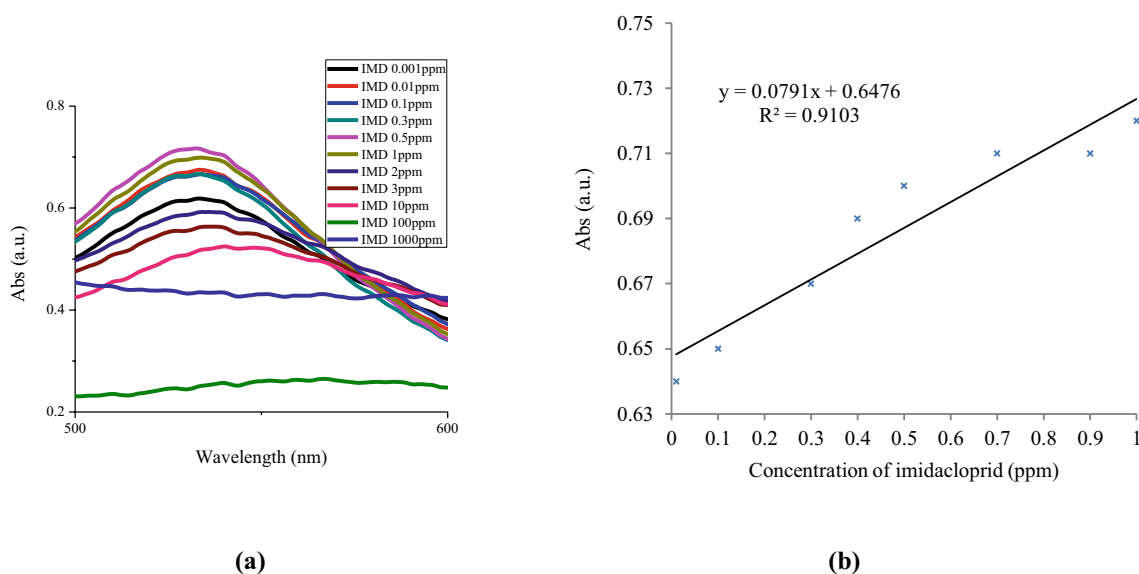 IMD 0.001ppm
IMD 0.01ppm
IMD 0.1ppm
IMD 0.3ppm
IMD 0.5ppm
IMD 1ppm
IMD 2ppm
IMD 3ppm
IMD 10ppm
IMD 100ppm
IMD 1000ppm
0.8
0.6
0.4
0.2
Abs (a.u.)
500
600
Wavelength (nm)
(a)
0.75
0.73
0.71
0.69
0.67
0.65
0.63
Abs (a.u.)
y = 0.0791x + 0.6476
R² = 0.9103
0 0.1 0.2 0.3 0.4 0.5 0.6 0.7 0.8 0.9 1
Concentration of imidacloprid (ppm)
(b)